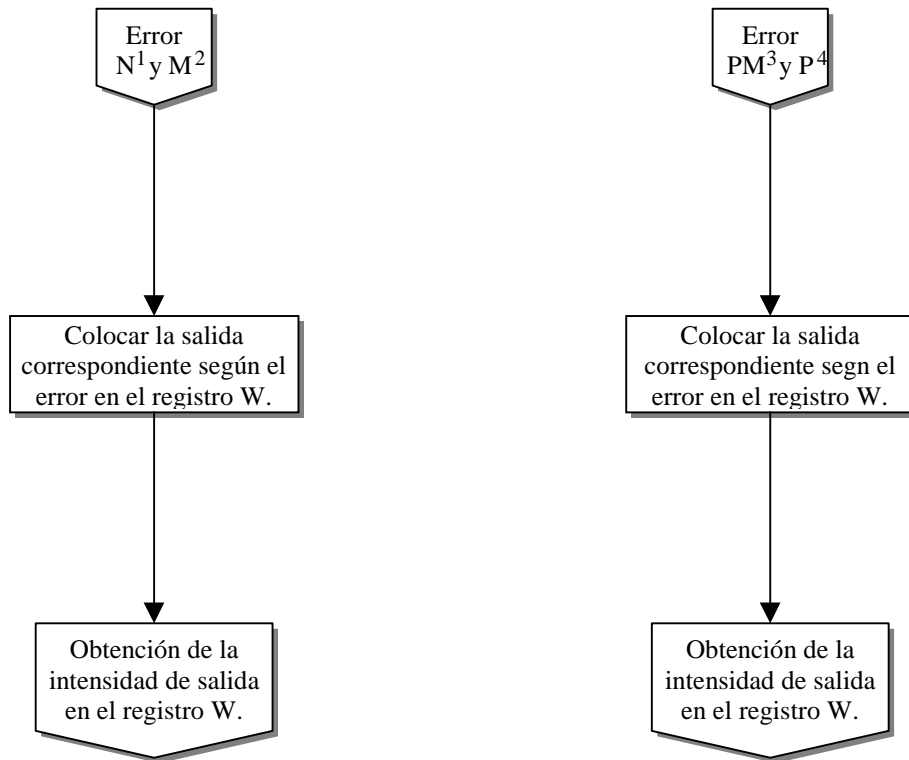 Error
N¹ y M²
Colocar la salida
correspondiente según el
error en el registro W.
Obtención de la
intensidad de salida
en el registro W.
Error
PM³ y P⁴
Colocar la salida
correspondiente segn el
error en el registro W.
Obtención de la
intensidad de salida
en el registro W.